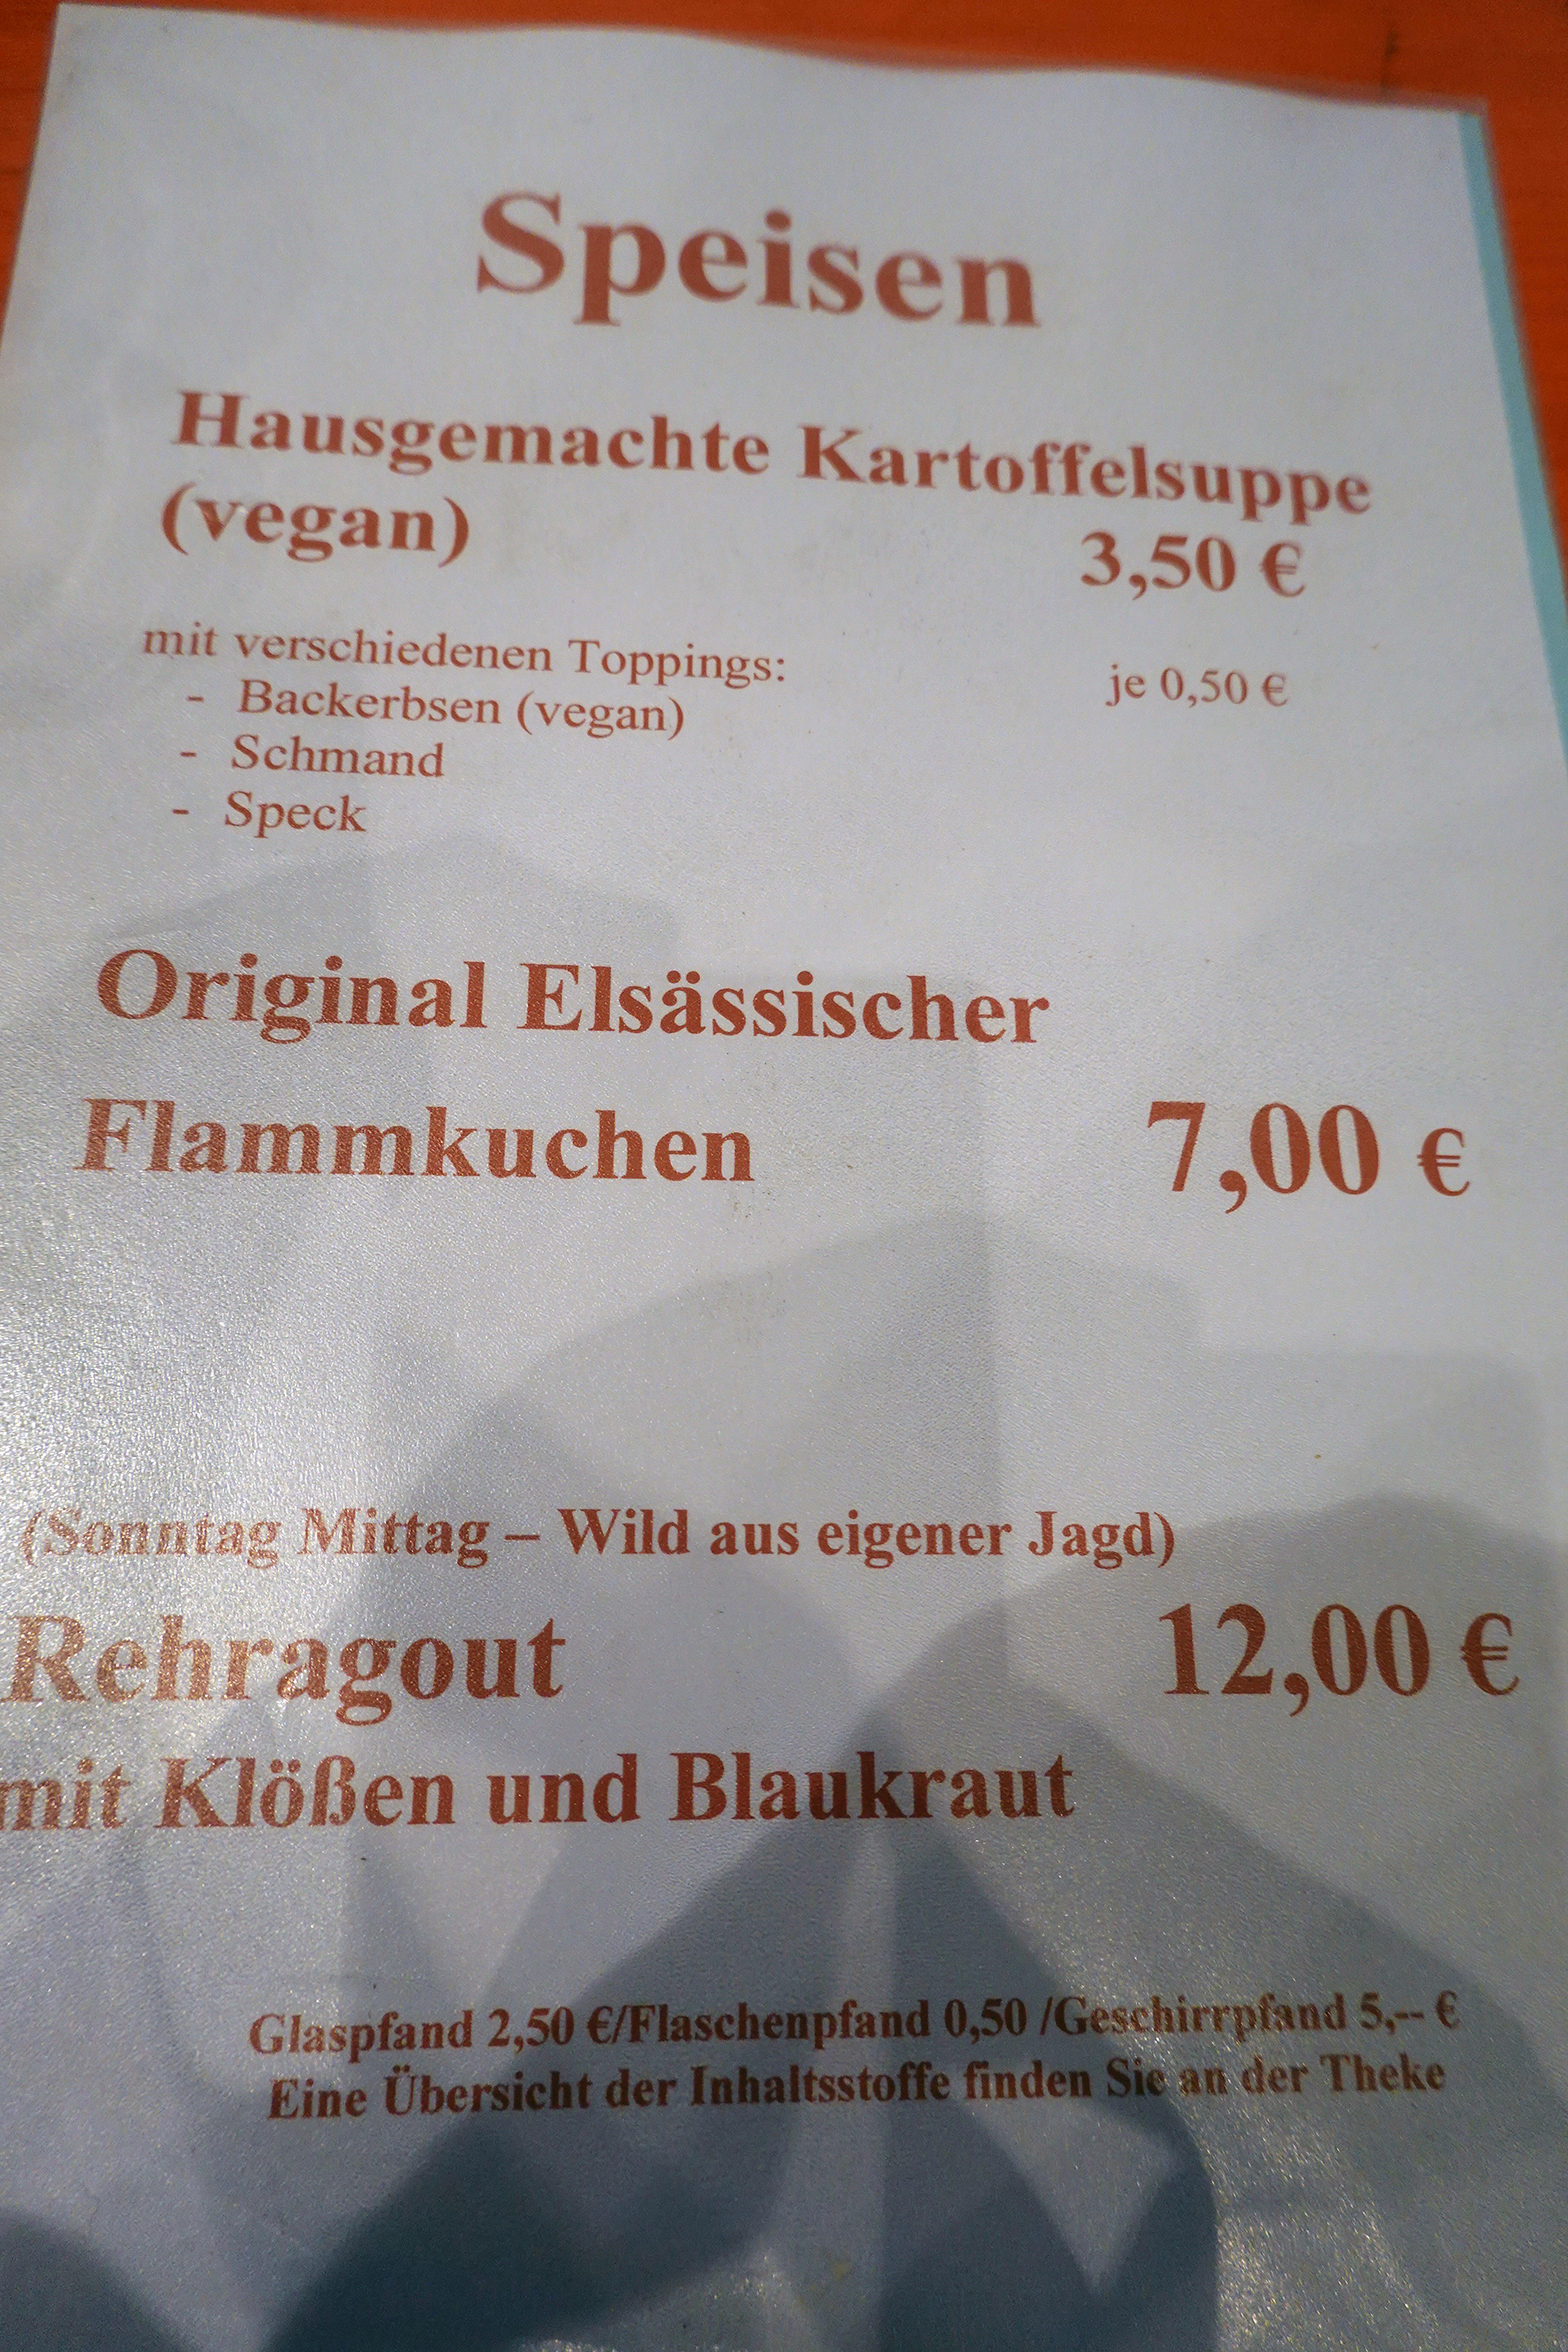 Speisen
Hausgemachte Kartoffelsuppe
(vegan) 3,50 €
mit verschiedenen Toppings: je 0,50 €
- Backerbsen (vegan)
- Schmand
- Speck
Original Elsässischer
Flammkuchen 7,00 €
(Sonntag Mittag – Wild aus eigener Jagd)
Rehragout 12,00 €
mit Klößen und Blaukraut
Glaspfand 2,50 €/Flaschenpfand 0,50 /Geschirrpfand 5,-- €
Eine Übersicht der Inhaltsstoffe finden Sie an der Theke